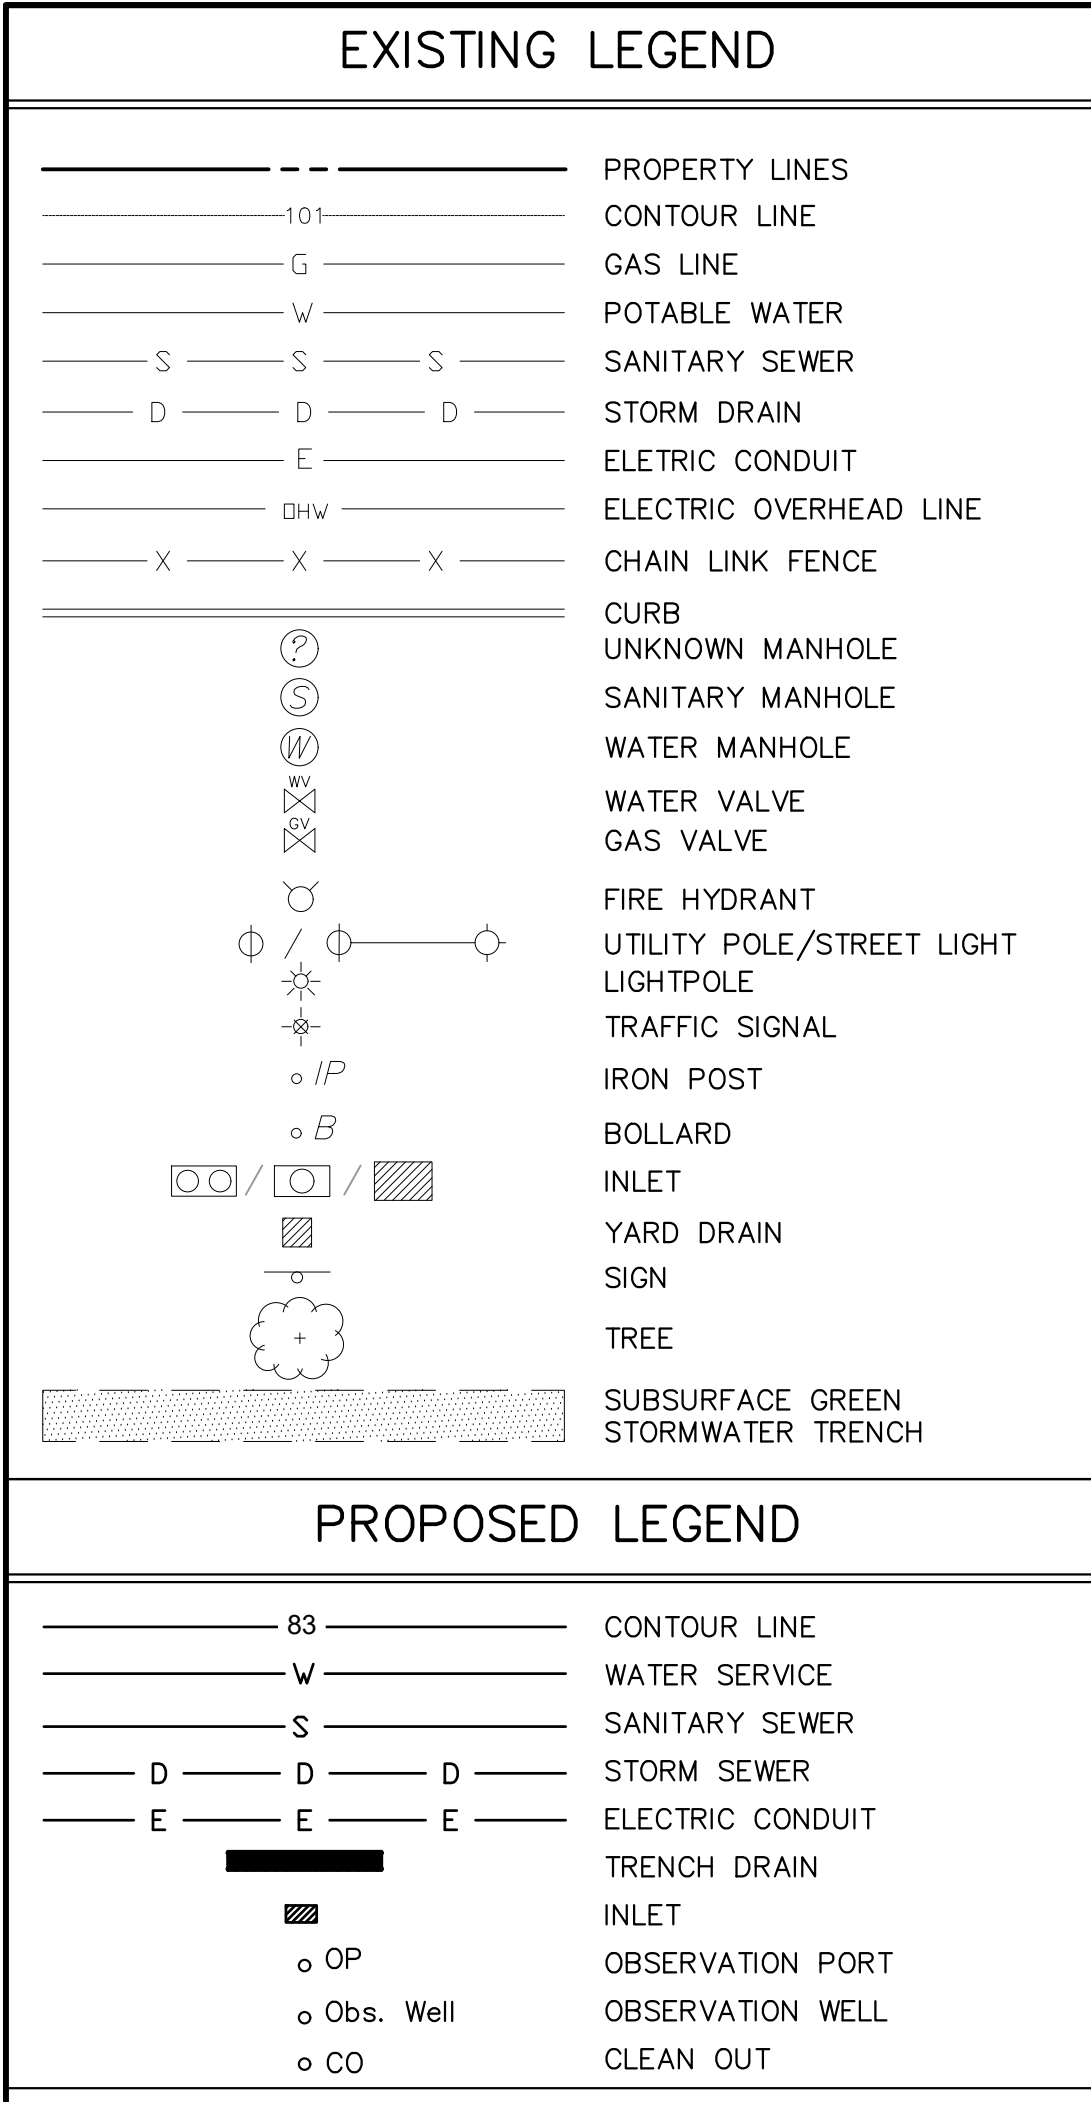 EXISTING LEGEND
PROPERTY LINES
101 CONTOUR LINE
G GAS LINE
W POTABLE WATER
S S S SANITARY SEWER
D D D STORM DRAIN
E ELETRIC CONDUIT
OHW ELECTRIC OVERHEAD LINE
X X X CHAIN LINK FENCE
CURB
? UNKNOWN MANHOLE
S SANITARY MANHOLE
W WATER MANHOLE
WV WATER VALVE
GV GAS VALVE
FIRE HYDRANT
/ UTILITY POLE/STREET LIGHT
LIGHTPOLE
TRAFFIC SIGNAL
IP IRON POST
B BOLLARD
/ / INLET
YARD DRAIN
SIGN
TREE
SUBSURFACE GREEN
STORMWATER TRENCH
PROPOSED LEGEND
83 CONTOUR LINE
W WATER SERVICE
S SANITARY SEWER
D D D STORM SEWER
E E E ELECTRIC CONDUIT
TRENCH DRAIN
INLET
OP OBSERVATION PORT
Obs. Well OBSERVATION WELL
CO CLEAN OUT